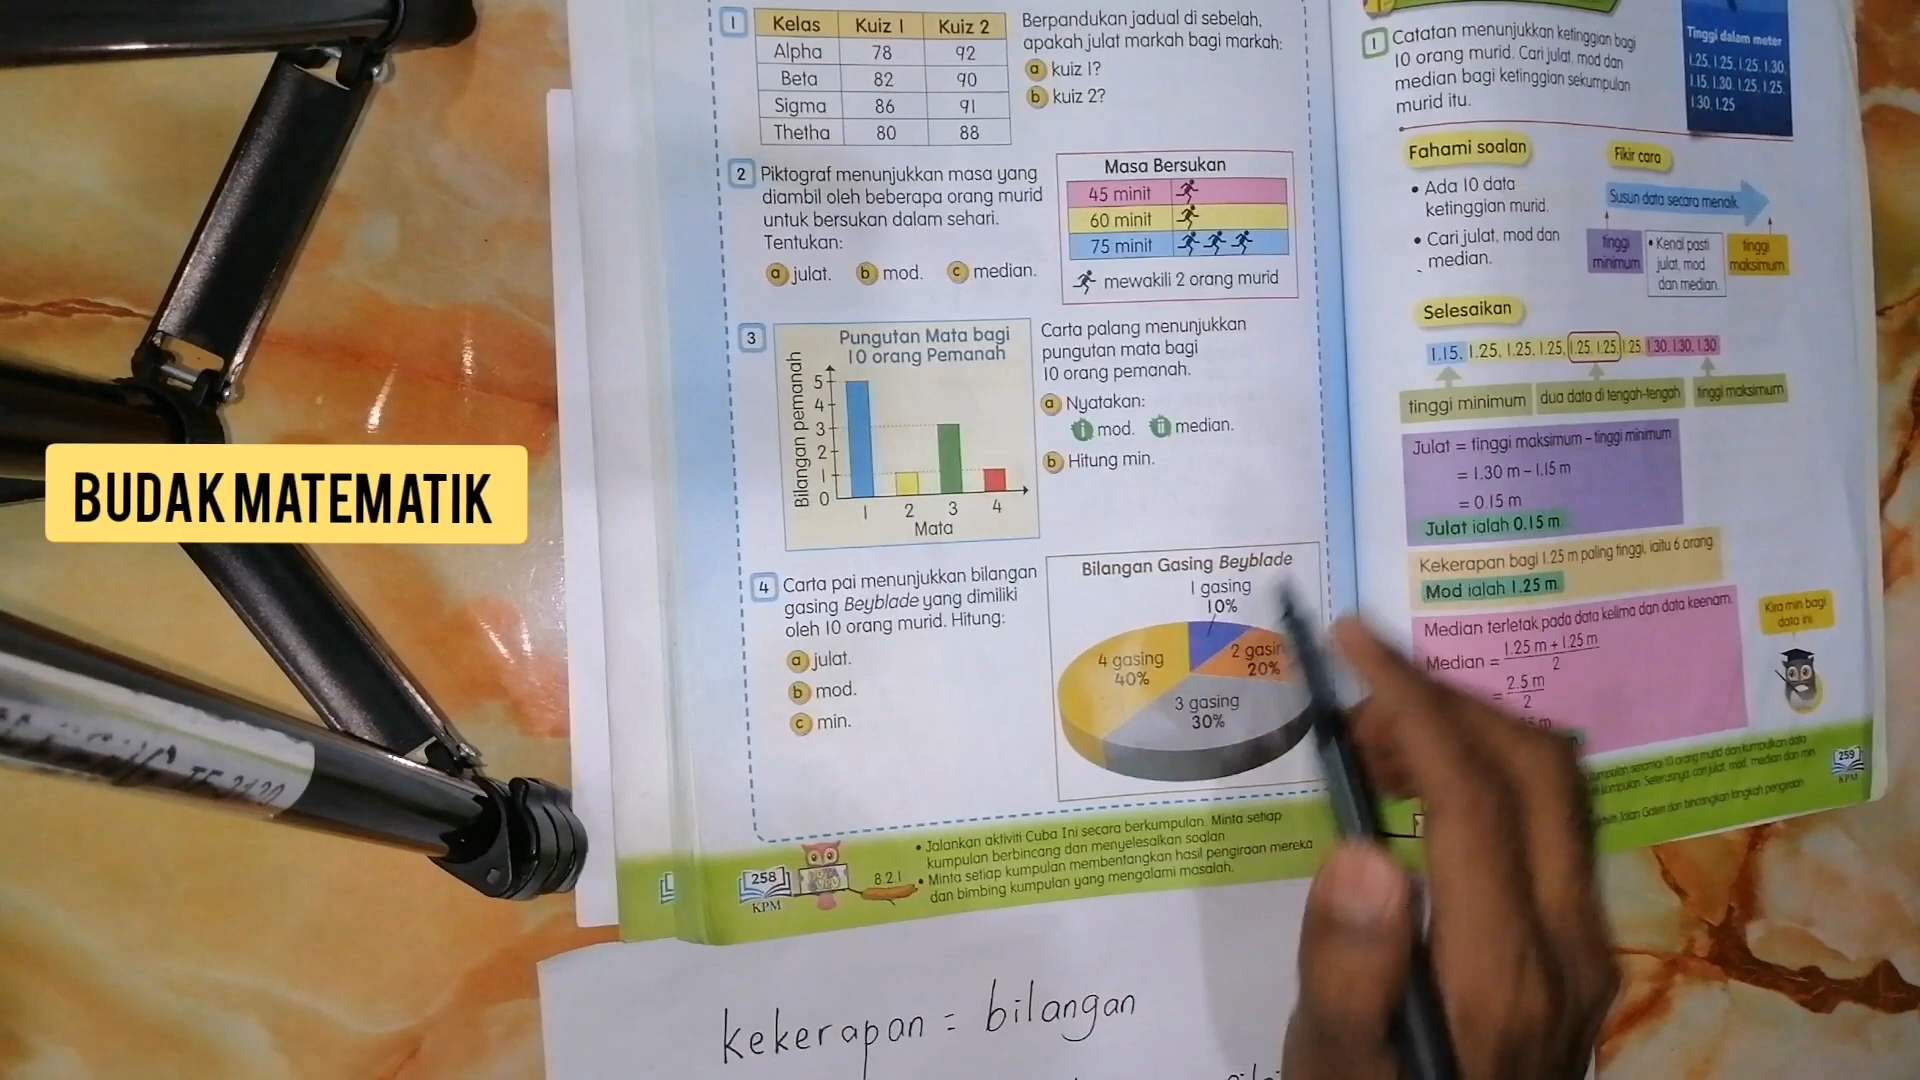 1
Kelas Kuiz 1 Kuiz 2
Alpha 78 92
Beta 82 90
Sigma 86 91
Thetha 80 88
Berpandukan jadual di sebelah,
apakah julat markah bagi markah:
a kuiz 1?
b kuiz 2?
2 Piktograf menunjukkan masa yang
diambil oleh beberapa orang murid
untuk bersukan dalam sehari.
Tentukan:
a julat. b mod. c median.
Masa Bersukan
45 minit
60 minit
75 minit
mewakili 2 orang murid
3
Pungutan Mata bagi
10 orang Pemanah
Bilangan pemanah
5
4
3
2
1
0
1 2 3 4
Mata
Carta palang menunjukkan
pungutan mata bagi
10 orang pemanah.
a Nyatakan:
i mod. ii median.
b Hitung min.
4 Carta pai menunjukkan bilangan
gasing Beyblade yang dimiliki
oleh 10 orang murid. Hitung:
a julat.
b mod.
c min.
Bilangan Gasing Beyblade
1 gasing
10%
2 gasin
20%
3 gasing
30%
4 gasing
40%
• Jalankan aktiviti Cuba Ini secara berkumpulan. Minta setiap
kumpulan berbincang dan menyelesaikan soalan.
• Minta setiap kumpulan membentangkan hasil pengiraan mereka
dan bimbing kumpulan yang mengalami masalah.
258
KPM
8.2.1
1 Catatan menunjukkan ketinggian bagi
10 orang murid. Cari julat, mod dan
median bagi ketinggian sekumpulan
murid itu.
Tinggi dalam meter
1.25, 1.25, 1.25, 1.30,
1.15, 1.30, 1.25, 1.25,
1.30, 1.25
Fahami soalan
• Ada 10 data
ketinggian murid.
• Cari julat, mod dan
median.
Fikir cara
Susun data secara menaik.
tinggi
minimum
• Kenal pasti
julat, mod
dan median.
tinggi
maksimum
Selesaikan
1.15, 1.25, 1.25, 1.25, 1.25, 1.25, 1.25, 1.30, 1.30, 1.30
tinggi minimum
dua data di tengah-tengah
tinggi maksimum
Julat = tinggi maksimum – tinggi minimum
= 1.30 m – 1.15 m
= 0.15 m
Julat ialah 0.15 m.
Kekerapan bagi 1.25 m paling tinggi, iaitu 6 orang.
Mod ialah 1.25 m.
Median terletak pada data kelima dan data keenam.
Median = 1.25 m + 1.25 m
2
= 2.5 m
2
Kira min bagi
data ini.
259
KPM
BUDAK MATEMATIK
kekerapan = bilangan